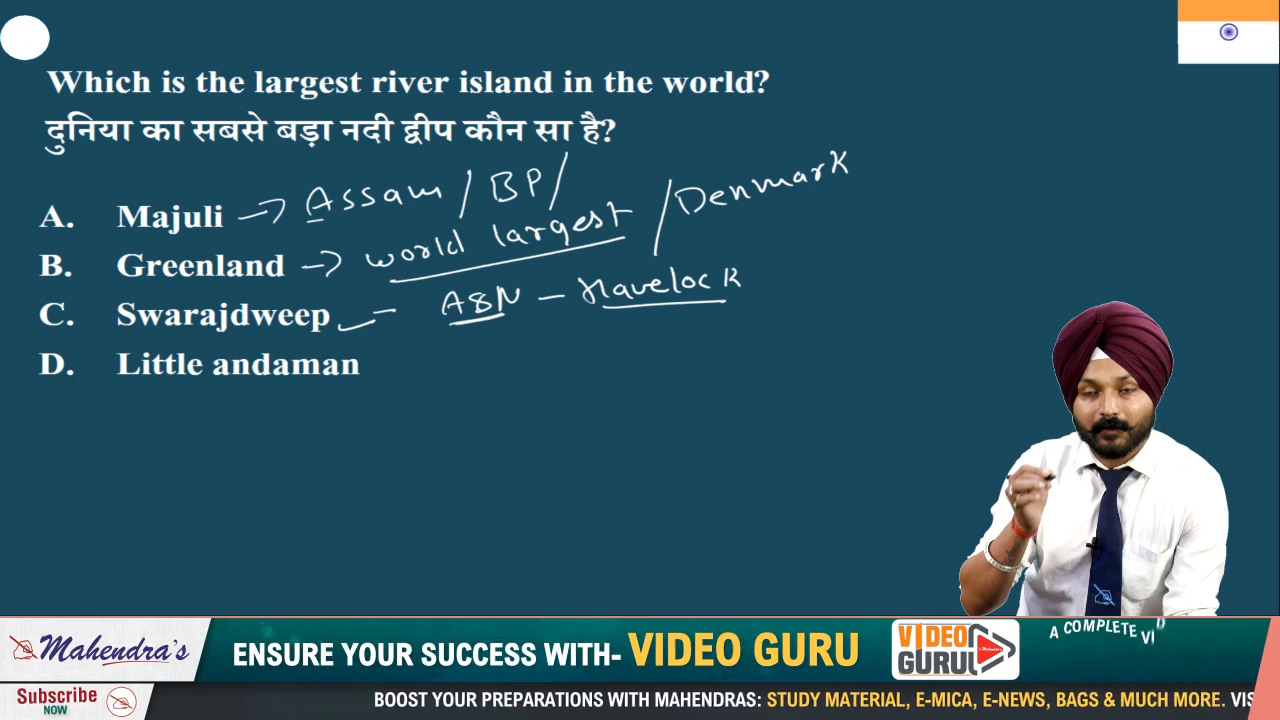 Which is the largest river island in the world?
दुनिया का सबसे बड़ा नदी द्वीप कौन सा है?
A. Majuli → Assam / BP /
B. Greenland → world largest / Denmark
C. Swarajdweep - A&N - Havelock
D. Little andaman
Mahendra's
ENSURE YOUR SUCCESS WITH- VIDEO GURU
VIDEO GURU
A COMPLETE
Subscribe NOW
BOOST YOUR PREPARATIONS WITH MAHENDRAS: STUDY MATERIAL, E-MICA, E-NEWS, BAGS & MUCH MORE.